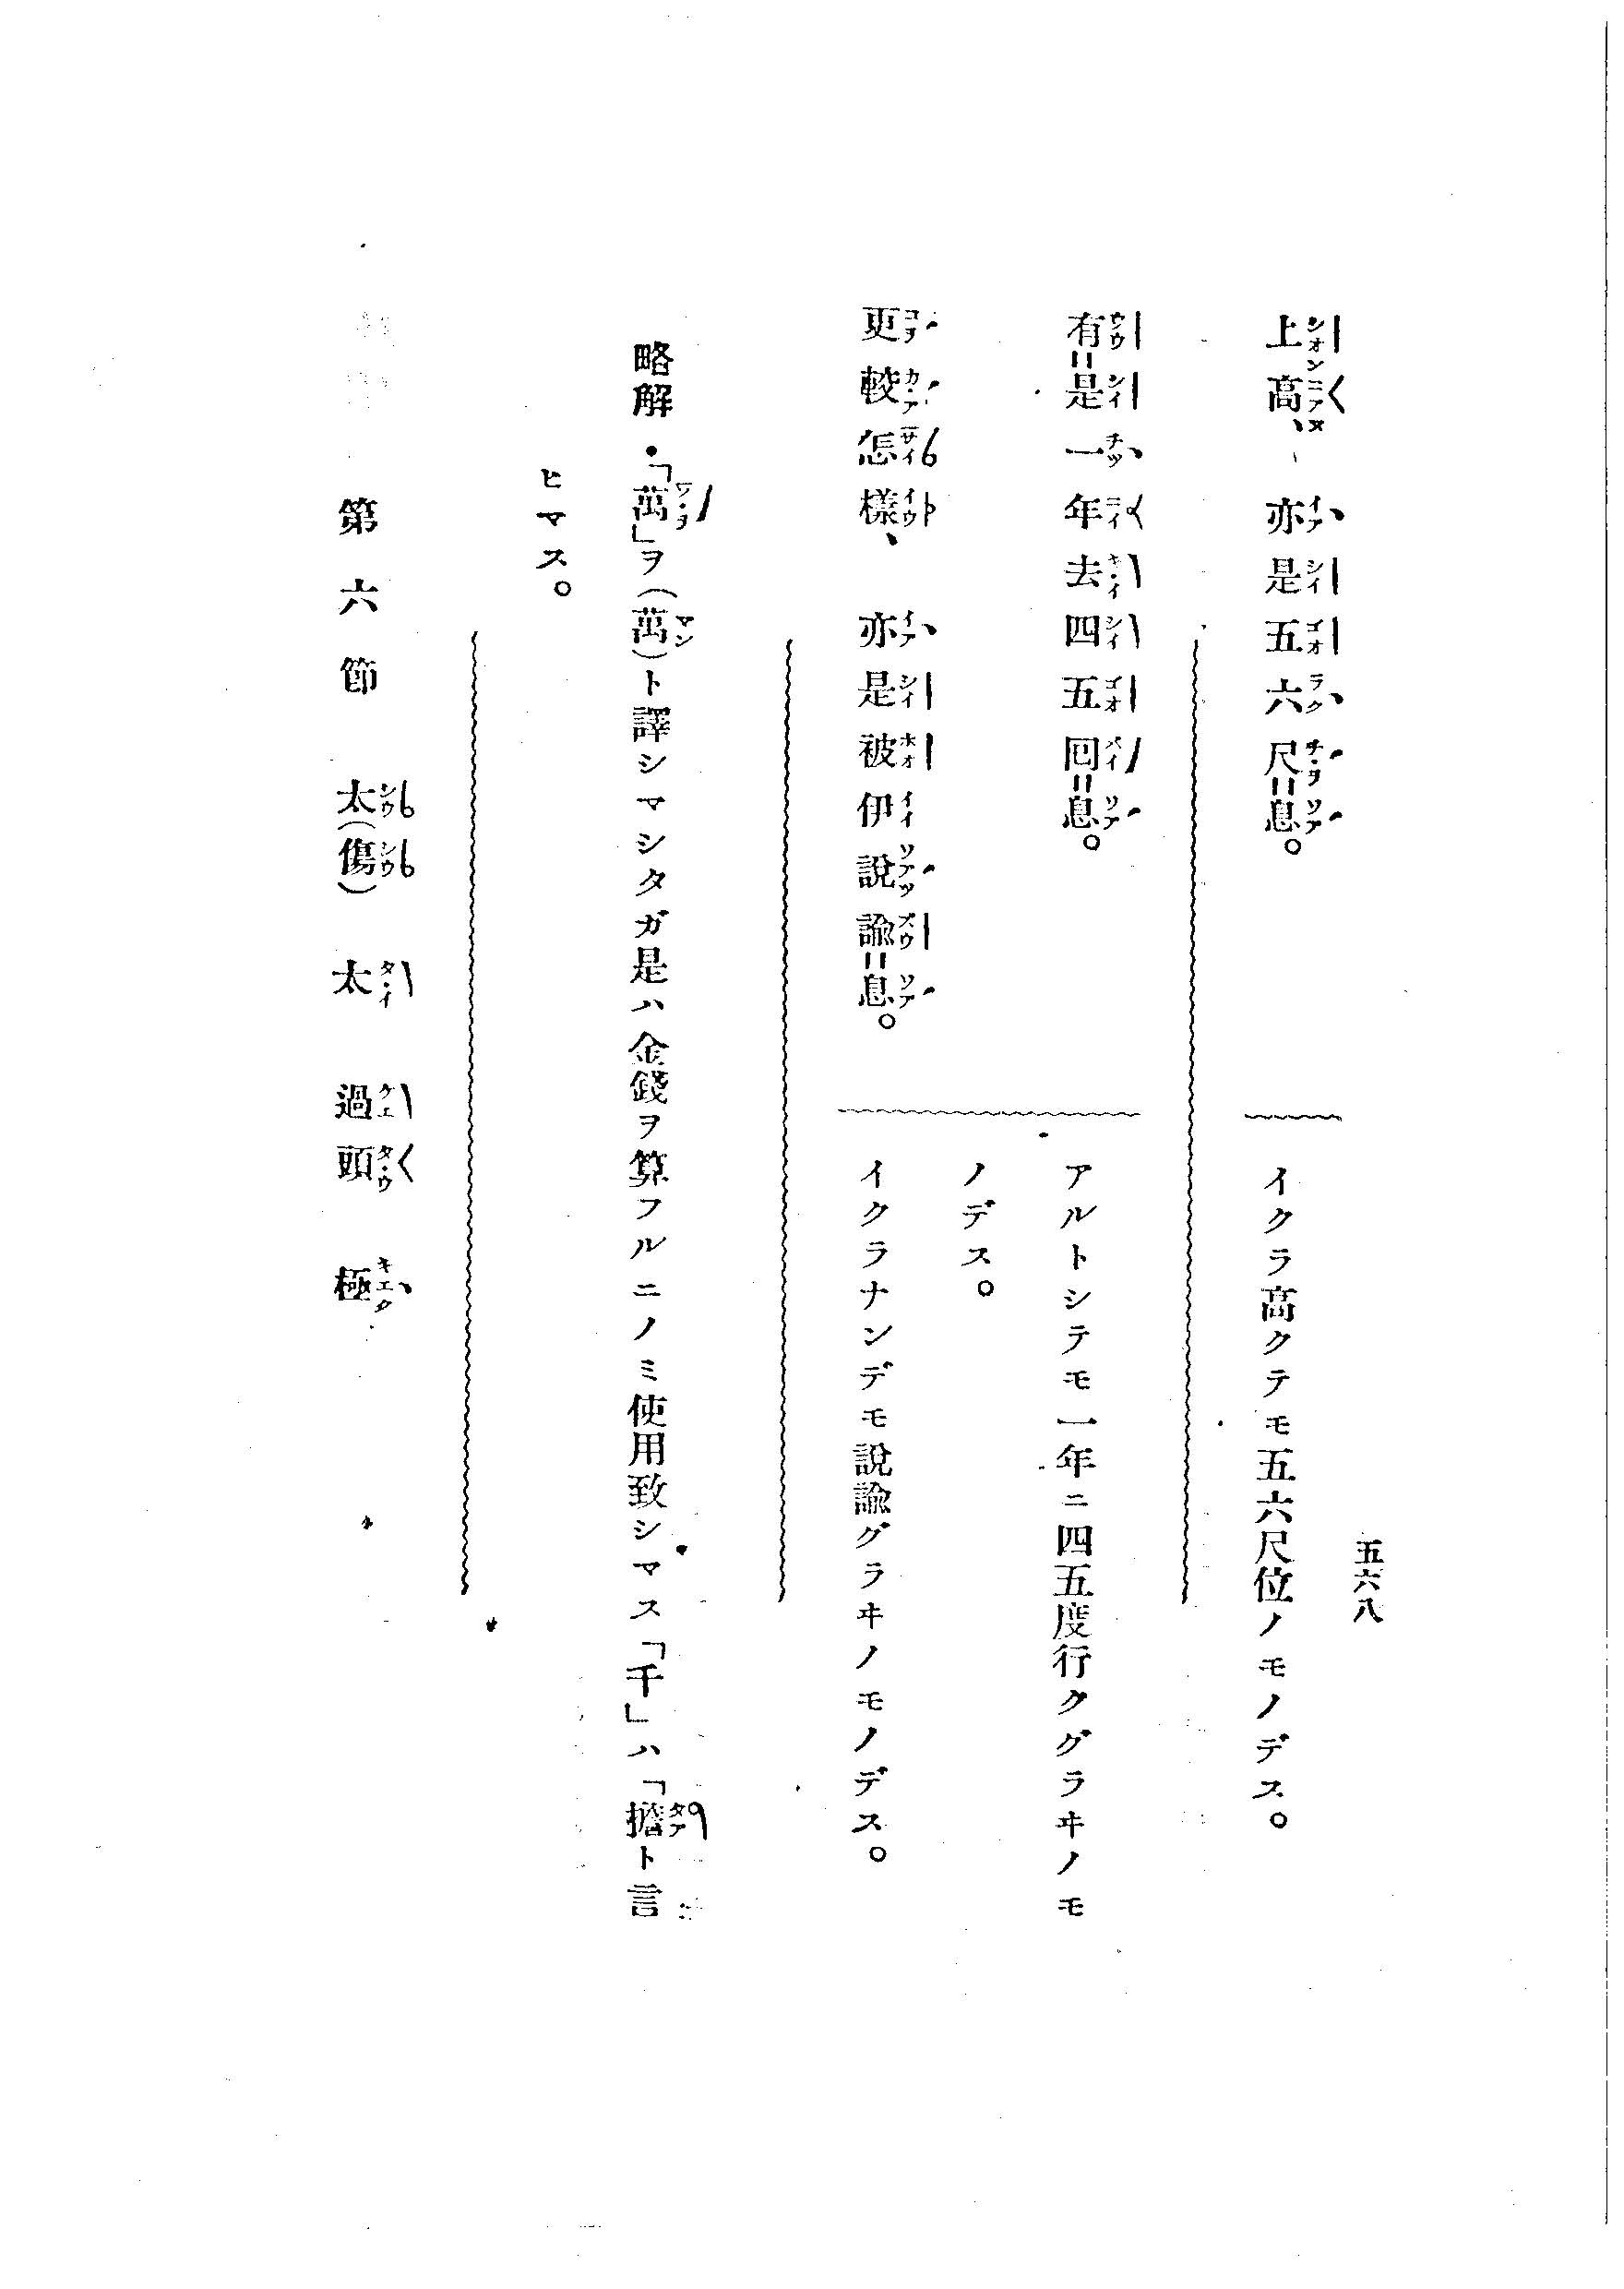 五六八
上高、亦是五六尺=息。
イクラ高クテモ五六尺位ノモノデス。
有=是一年去四五回=息。
アルトシテモ一年ニ四五度行クグラヰノモ
ノデス。
更較怎樣、亦是被伊說諭=息。
イクラナンデモ說諭グラヰノモノデス。
略解・「萬」ヲ(萬)ト譯シマシタガ是ハ金錢ヲ算フルニノミ使用致シマス「千」ハ「擔ト言
ヒマス。
第六節 太(傷) 太 過頭 極